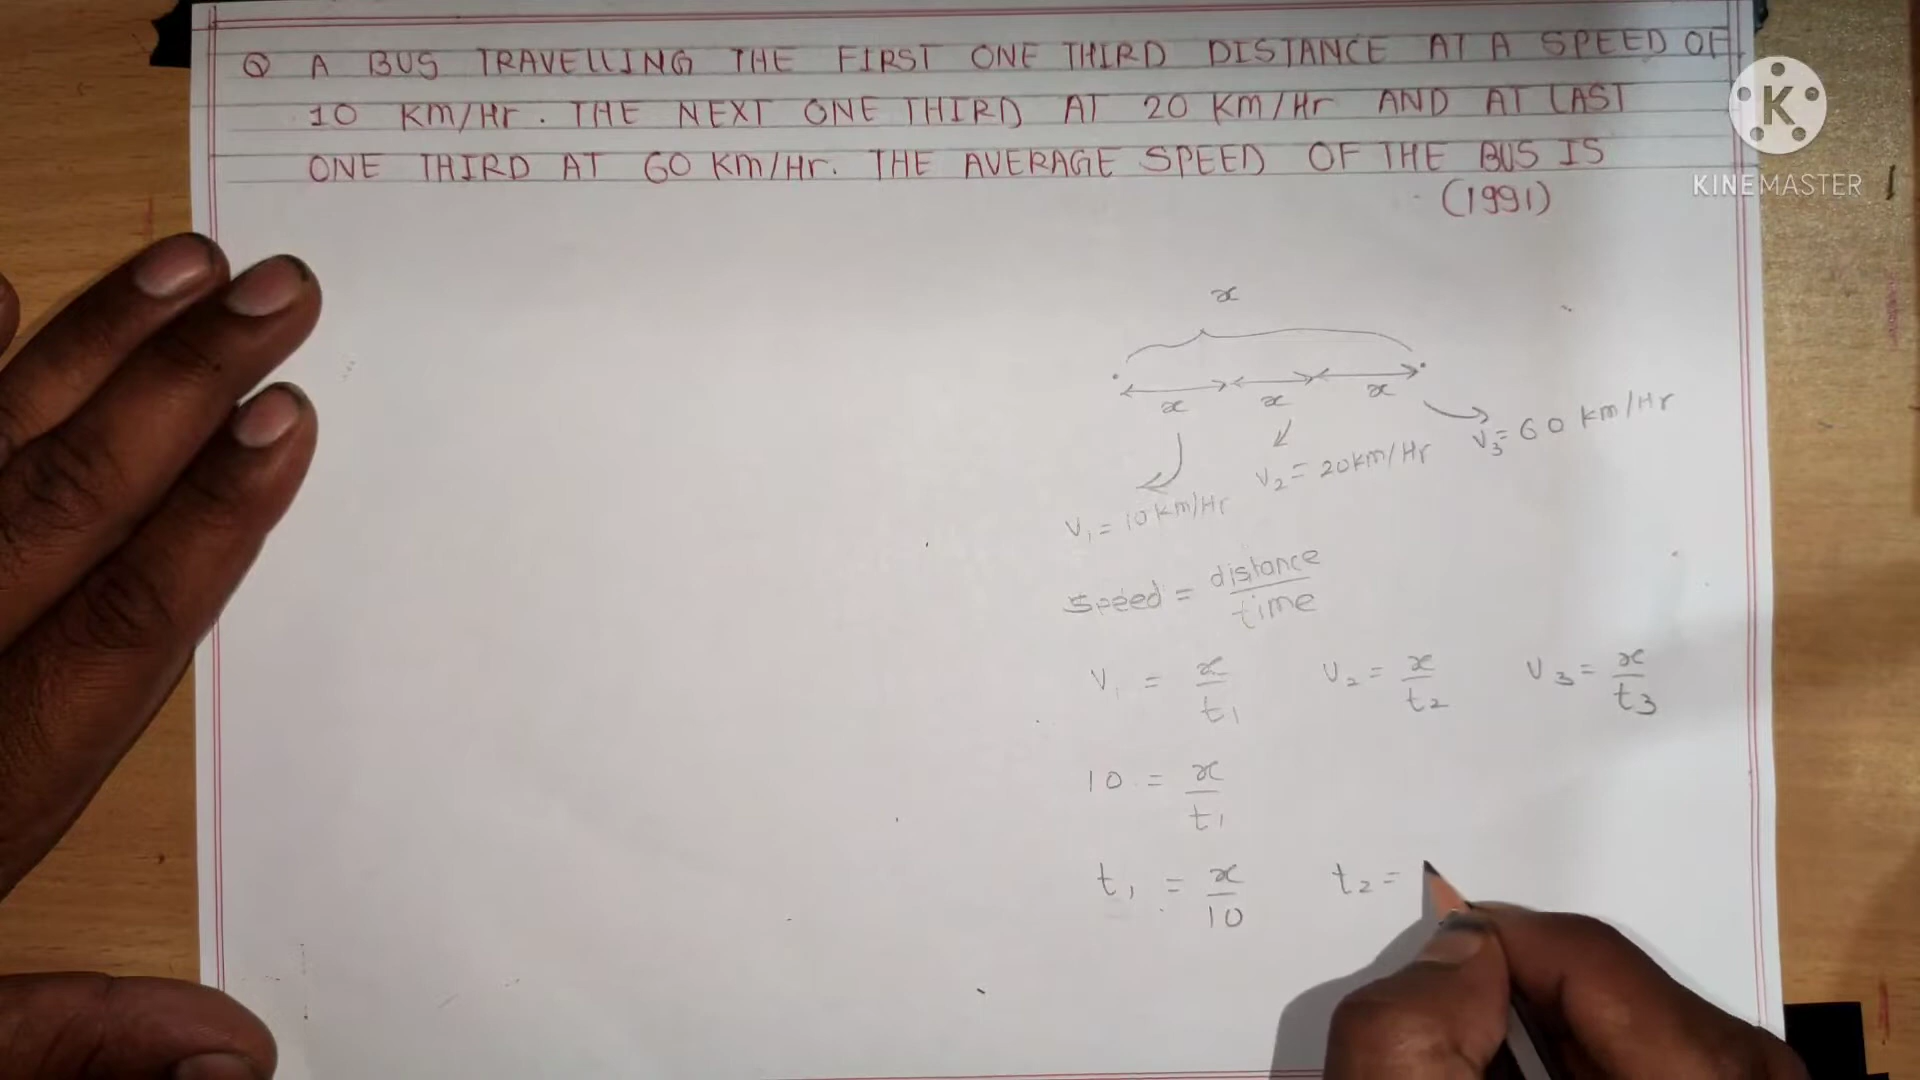 Q A BUS TRAVELLING THE FIRST ONE THIRD DISTANCE AT A SPEED OF
10 KM/Hr. THE NEXT ONE THIRD AT 20 KM/Hr AND AT LAST
ONE THIRD AT 60 KM/Hr. THE AVERAGE SPEED OF THE BUS IS
(1991)
K
KINEMASTER
x
x x x
V₁ = 10 KM/Hr V₂ = 20 KM/Hr V₃ = 60 KM/Hr
speed = distance/time
V₁ = x/t₁ V₂ = x/t₂ V₃ = x/t₃
10 = x/t₁
t₁ = x/10 t₂ =